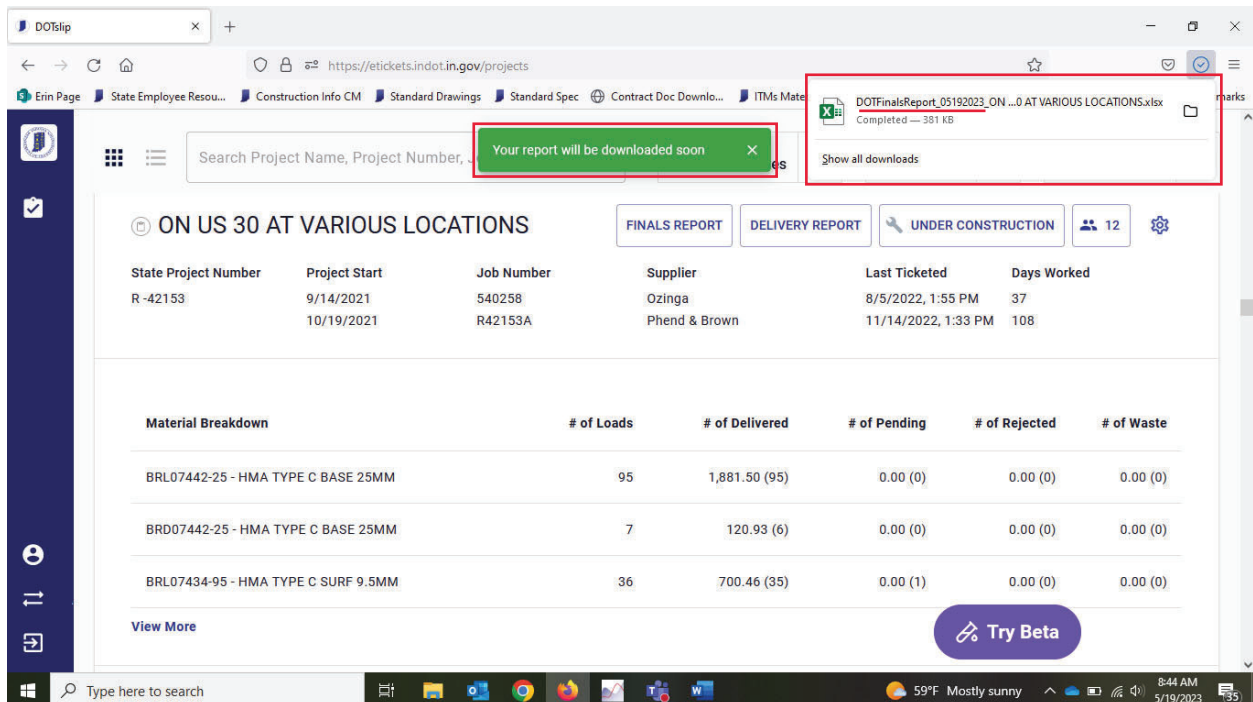 DOTslip
https://etickets.indot.in.gov/projects
Erin Page State Employee Resou... Construction Info CM Standard Drawings Standard Spec Contract Doc Downlo... ITMs Mate
DOTFinalsReport_05192023_ON ...0 AT VARIOUS LOCATIONS.xlsx
Completed — 381 KB
Show all downloads
Search Project Name, Project Number, J
Your report will be downloaded soon
ON US 30 AT VARIOUS LOCATIONS
FINALS REPORT DELIVERY REPORT UNDER CONSTRUCTION 12
State Project Number Project Start Job Number Supplier Last Ticketed Days Worked
R -42153 9/14/2021 540258 Ozinga 8/5/2022, 1:55 PM 37
10/19/2021 R42153A Phend & Brown 11/14/2022, 1:33 PM 108
Material Breakdown # of Loads # of Delivered # of Pending # of Rejected # of Waste
BRL07442-25 - HMA TYPE C BASE 25MM 95 1,881.50 (95) 0.00 (0) 0.00 (0) 0.00 (0)
BRD07442-25 - HMA TYPE C BASE 25MM 7 120.93 (6) 0.00 (0) 0.00 (0) 0.00 (0)
BRL07434-95 - HMA TYPE C SURF 9.5MM 36 700.46 (35) 0.00 (1) 0.00 (0) 0.00 (0)
View More
Try Beta
Type here to search
59°F Mostly sunny
8:44 AM
5/19/2023
35